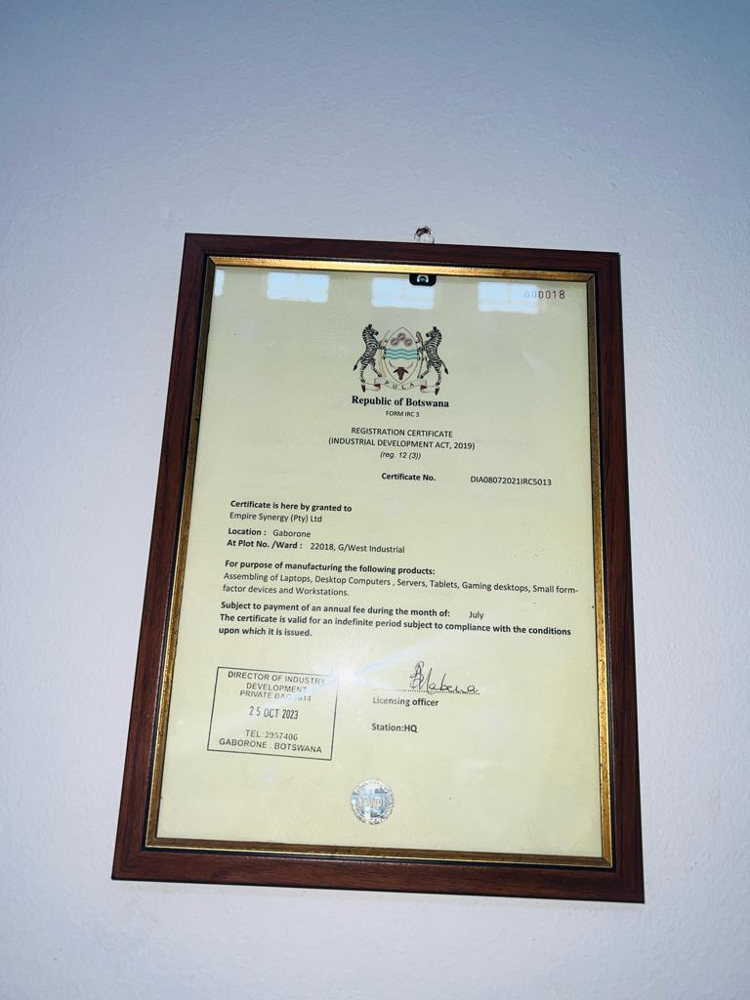 000018
PULA
Republic of Botswana
FORM IRC 3
REGISTRATION CERTIFICATE
(INDUSTRIAL DEVELOPMENT ACT, 2019)
(reg. 12 (3))
Certificate No. DIA08072021IRC5013
Certificate is here by granted to
Empire Synergy (Pty) Ltd
Location : Gaborone
At Plot No. /Ward : 22018, G/West Industrial
For purpose of manufacturing the following products:
Assembling of Laptops, Desktop Computers , Servers, Tablets, Gaming desktops, Small form-
factor devices and Workstations.
Subject to payment of an annual fee during the month of: July
The certificate is valid for an indefinite period subject to compliance with the conditions
upon which it is issued.
DIRECTOR OF INDUSTRY
DEVELOPMENT
PRIVATE BAG
25 OCT 2023
TEL:3957406
GABORONE . BOTSWANA
Licensing officer
Station:HQ